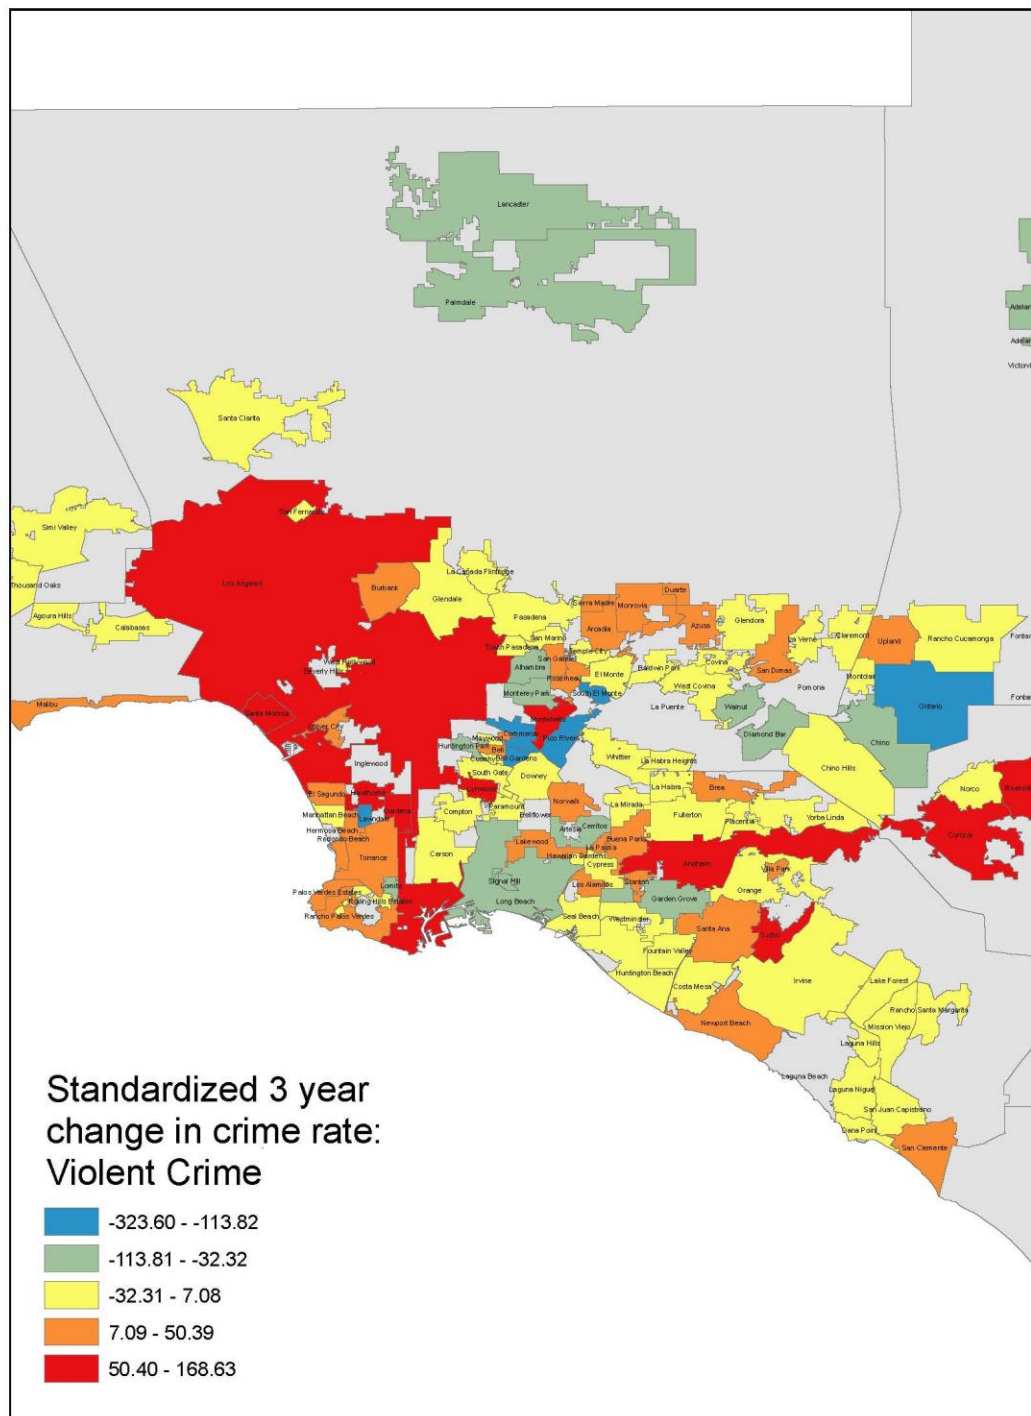 Lancaster
Palmdale
Adelan
Adelan
Victorvi
Santa Clarita
San Fernando
Simi Valley
Thousand Oaks
Los Angeles
La Cañada Flintridge
Burbank
Glendale
Agoura Hills
Calabasas
Pasadena
Sierra Madre
Monrovia
Duarte
Arcadia
Azusa
Glendora
San Marino
South Pasadena
Temple City
La Verne
Claremont
Upland
Rancho Cucamonga
Fontan
West Hollywood
Beverly Hills
Alhambra
San Gabriel
Rosemead
El Monte
Baldwin Park
Covina
San Dimas
Montclair
Pomona
Monterey Park
South El Monte
West Covina
La Puente
Walnut
Ontario
Fontan
Malibu
Santa Monica
Culver City
Montebello
Commerce
Pico Rivera
Diamond Bar
Chino
Huntington Park
Maywood
Bell
Cudahy
Bell Gardens
Inglewood
South Gate
Downey
Whittier
La Habra Heights
Chino Hills
El Segundo
Hawthorne
Lynwood
Norwalk
La Habra
Brea
Norco
Riversid
Manhattan Beach
Lawndale
Gardena
Compton
Paramount
Bellflower
La Mirada
Fullerton
Placentia
Yorba Linda
Hermosa Beach
Redondo Beach
Artesia
Cerritos
Buena Park
Corona
Torrance
Carson
Lakewood
La Palma
Hawaiian Gardens
Cypress
Anaheim
Villa Park
Palos Verdes Estates
Lomita
Rolling Hills Estates
Signal Hill
Los Alamitos
Stanton
Orange
Rancho Palos Verdes
Long Beach
Garden Grove
Seal Beach
Westminster
Santa Ana
Tustin
Fountain Valley
Huntington Beach
Costa Mesa
Irvine
Lake Forest
Rancho Santa Margarita
Newport Beach
Mission Viejo
Laguna Hills
Laguna Beach
Laguna Niguel
San Juan Capistrano
Dana Point
San Clemente
Standardized 3 year
change in crime rate:
Violent Crime
-323.60 - -113.82
-113.81 - -32.32
-32.31 - 7.08
7.09 - 50.39
50.40 - 168.63